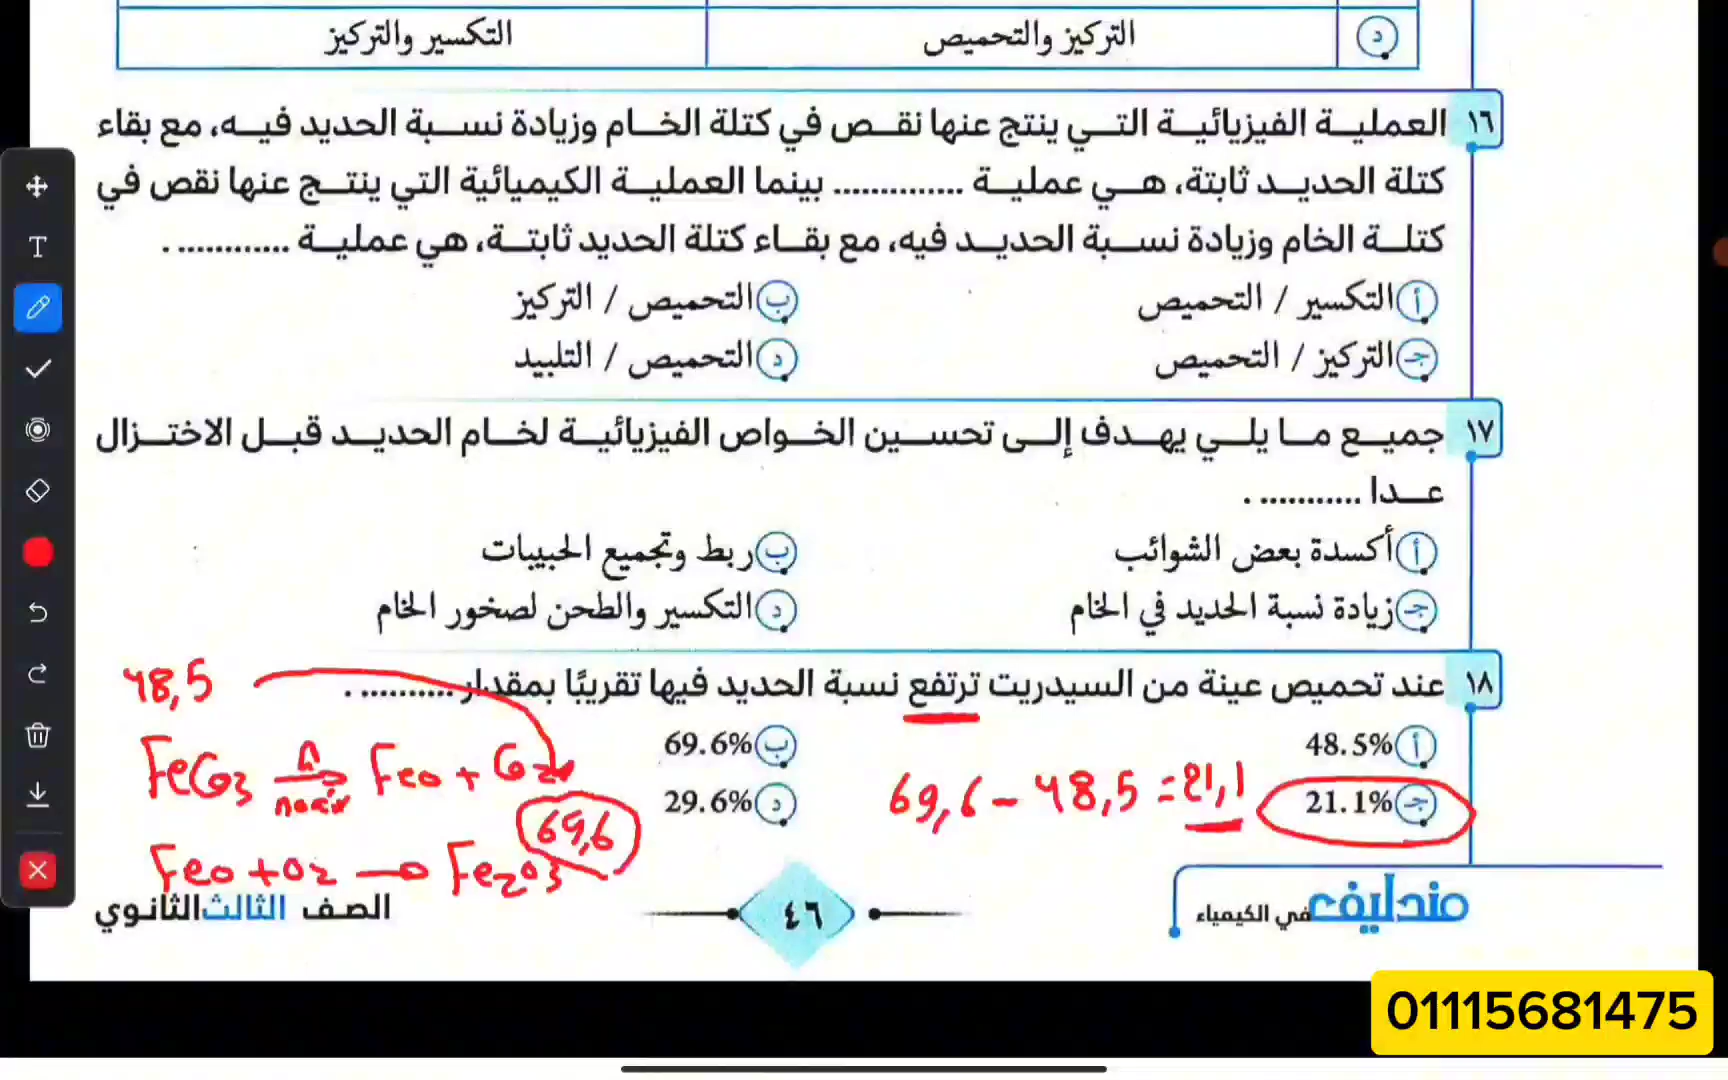 د التركيز والتحميص التكسير والتركيز
١٦ العملية الفيزيائية التي ينتج عنها نقص في كتلة الخام وزيادة نسبة الحديد فيه، مع بقاء
كتلة الحديد ثابتة، هي عملية .............. بينما العملية الكيميائية التي ينتج عنها نقص في
كتلة الخام وزيادة نسبة الحديد فيه، مع بقاء كتلة الحديد ثابتة، هي عملية ............ .
أ التكسير / التحميص ب التحميص / التركيز
جـ التركيز / التحميص د التحميص / التلبيد
١٧ جميع ما يلي يهدف إلى تحسين الخواص الفيزيائية لخام الحديد قبل الاختزال
عدا ............ .
أ أكسدة بعض الشوائب ب ربط وتجميع الحبيبات
جـ زيادة نسبة الحديد في الخام د التكسير والطحن لصخور الخام
١٨ عند تحميص عينة من السيدريت ترتفع نسبة الحديد فيها تقريبًا بمقدار ........... .
48,5
أ 48.5% ب 69.6%
FeCO3 Δ FeO + CO2
جـ 21.1% د 29.6%
69,6 – 48,5 = 21,1
69,6
FeO + O2 → Fe2O3
مندليف في الكيمياء
٤٦
الصف الثالث الثانوي
01115681475